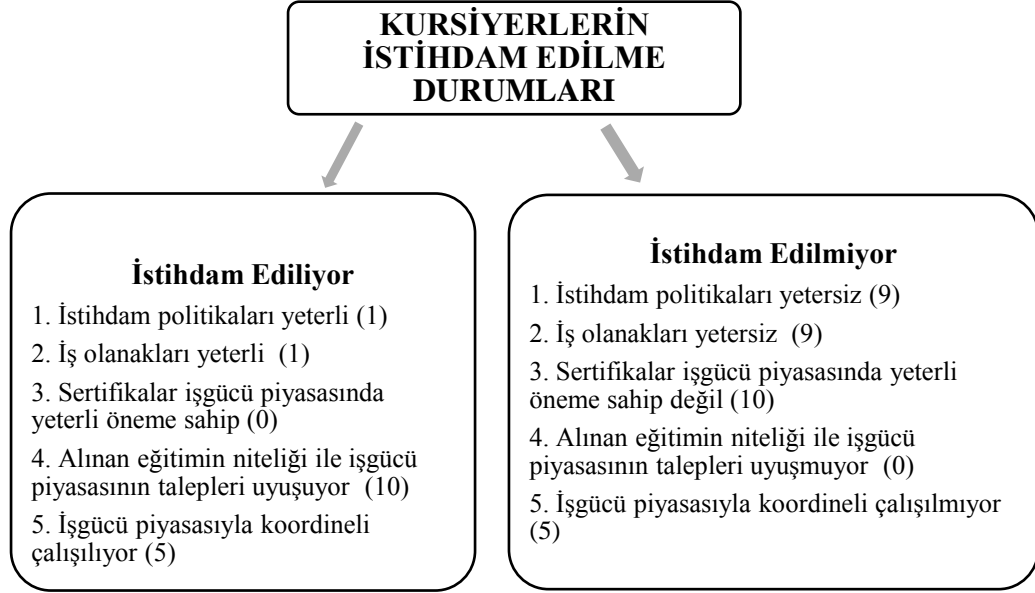 KURSİYERLERİN
İSTİHDAM EDİLME
DURUMLARI
İstihdam Ediliyor
1. İstihdam politikaları yeterli (1)
2. İş olanakları yeterli  (1)
3. Sertifikalar işgücü piyasasında
yeterli öneme sahip (0)
4. Alınan eğitimin niteliği ile işgücü
piyasasının talepleri uyuşuyor  (10)
5. İşgücü piyasasıyla koordineli
çalışılıyor (5)
İstihdam Edilmiyor
1. İstihdam politikaları yetersiz (9)
2. İş olanakları yetersiz  (9)
3. Sertifikalar işgücü piyasasında yeterli
öneme sahip değil (10)
4. Alınan eğitimin niteliği ile işgücü
piyasasının talepleri uyuşmuyor  (0)
5. İşgücü piyasasıyla koordineli çalışılmıyor
(5)